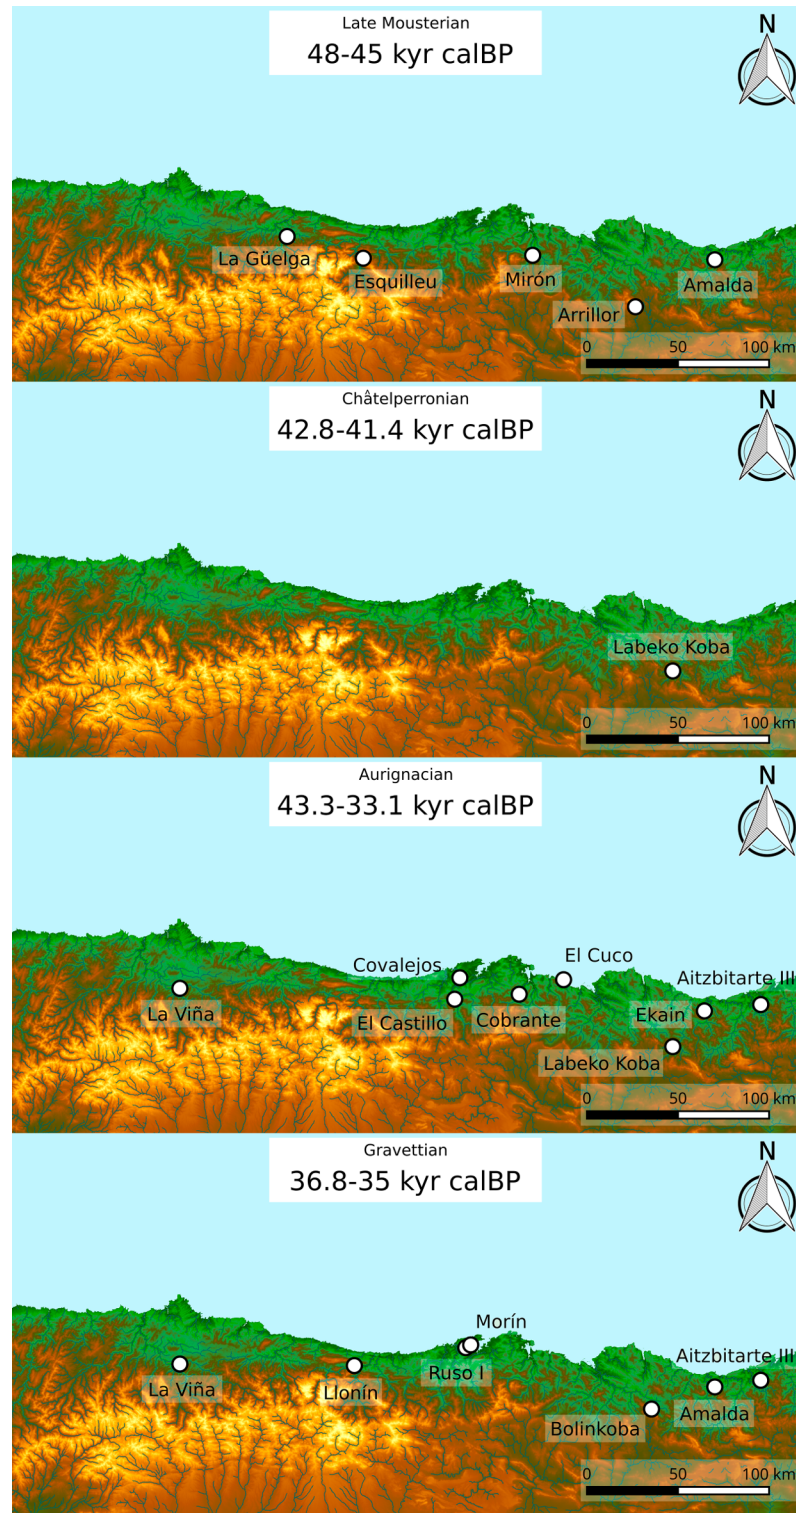 Late Mousterian
48-45 kyr calBP
N
La Güelga
Esquilleu
Mirón
Amalda
Arrillor
0 50 100 km
Châtelperronian
42.8-41.4 kyr calBP
N
Labeko Koba
0 50 100 km
Aurignacian
43.3-33.1 kyr calBP
N
El Cuco
Covalejos
Aitzbitarte III
La Viña
El Castillo
Cobrante
Ekain
Labeko Koba
0 50 100 km
Gravettian
36.8-35 kyr calBP
N
Morín
Aitzbitarte III
Ruso I
La Viña
Llonín
Amalda
Bolinkoba
0 50 100 km